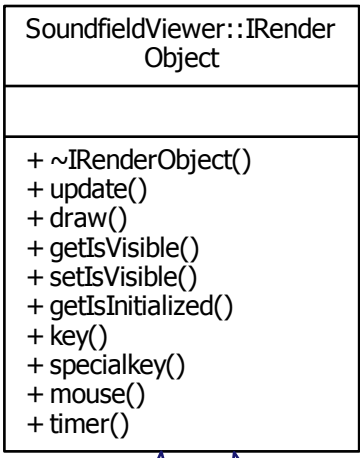 SoundfieldViewer::IRender
Object
+ ~IRenderObject()
+ update()
+ draw()
+ getIsVisible()
+ setIsVisible()
+ getIsInitialized()
+ key()
+ specialkey()
+ mouse()
+ timer()